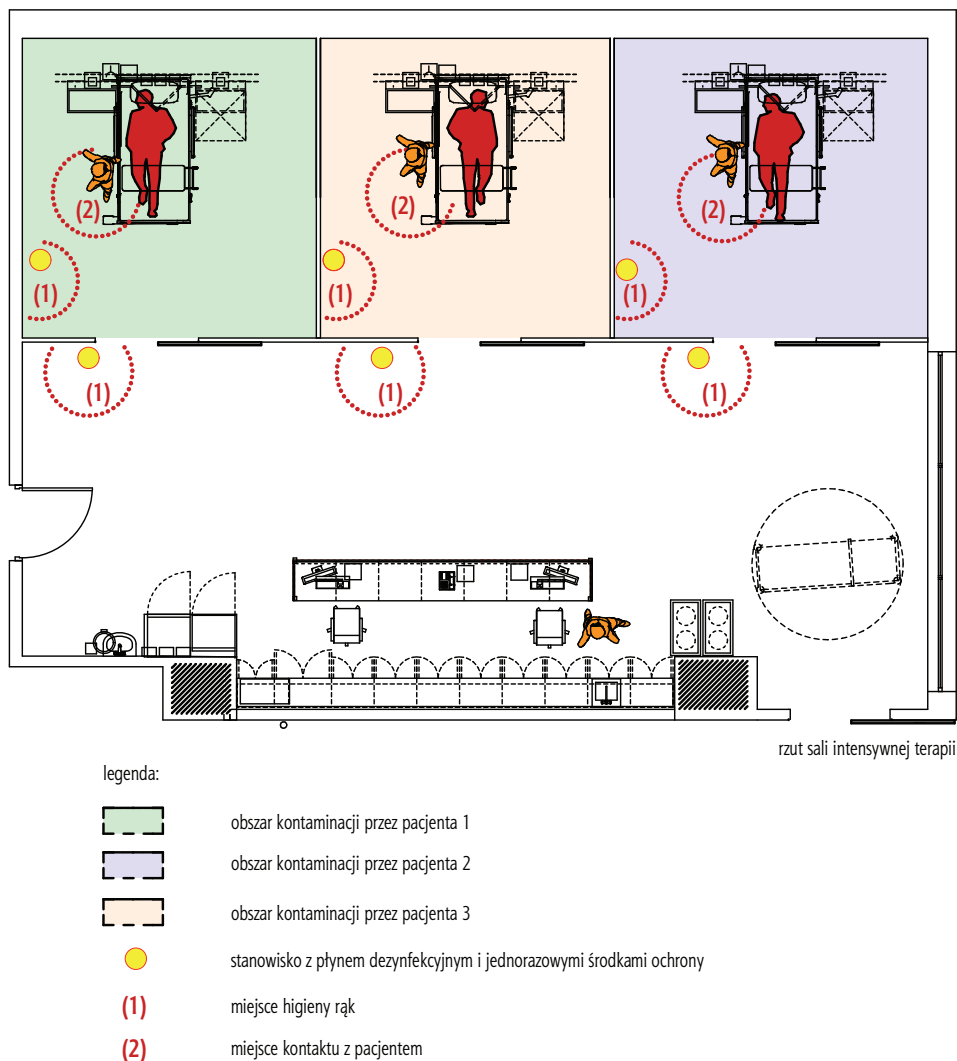 (2)
(2)
(2)
(1)
(1)
(1)
(1)
(1)
(1)
rzut sali intensywnej terapii
legenda:
obszar kontaminacji przez pacjenta 1
obszar kontaminacji przez pacjenta 2
obszar kontaminacji przez pacjenta 3
stanowisko z płynem dezynfekcyjnym i jednorazowymi środkami ochrony
(1) miejsce higieny rąk
(2) miejsce kontaktu z pacjentem